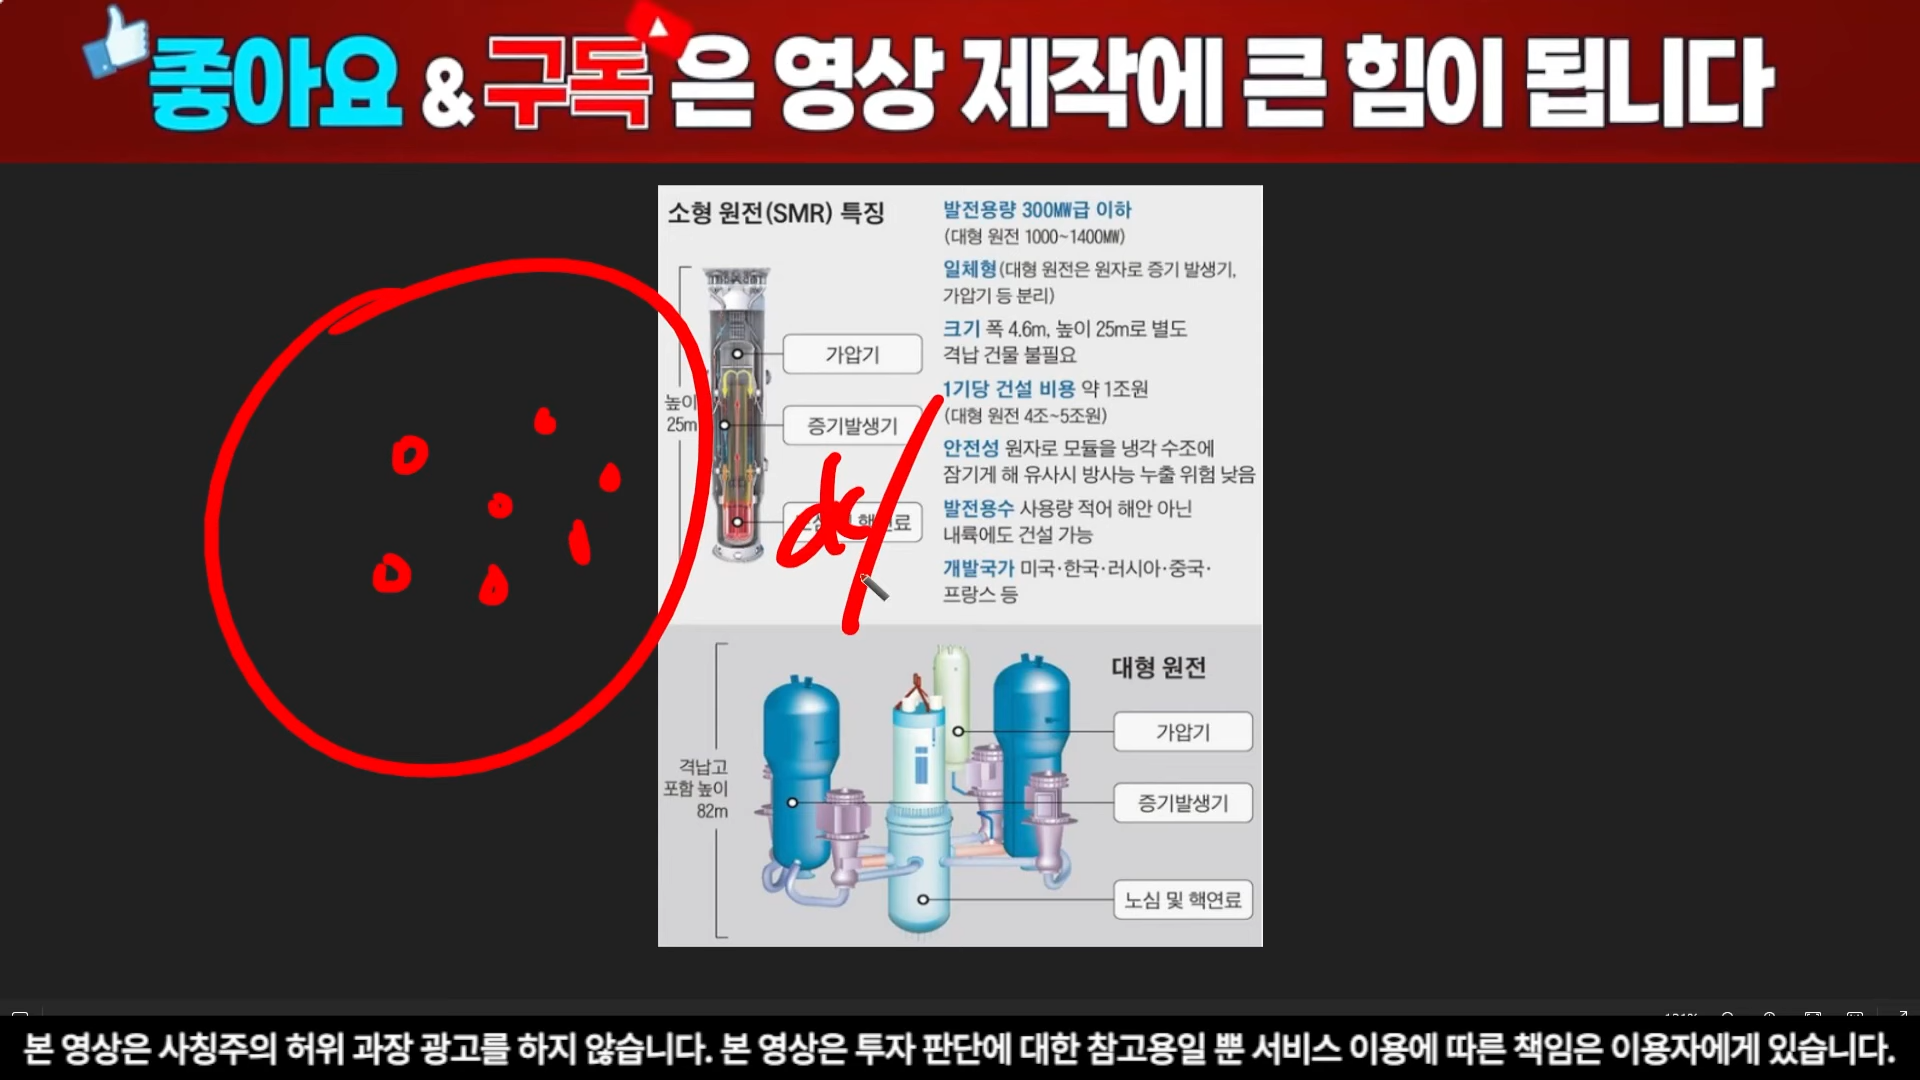 좋아요 & 구독은 영상 제작에 큰 힘이 됩니다
소형 원전(SMR) 특징
높이
25m
가압기
증기발생기
핵연료
발전용량 300㎿급 이하
(대형 원전 1000~1400㎿)
일체형(대형 원전은 원자로 증기 발생기,
가압기 등 분리)
크기 폭 4.6m, 높이 25m로 별도
격납 건물 불필요
1기당 건설 비용 약 1조원
(대형 원전 4조~5조원)
안전성 원자로 모듈을 냉각 수조에
잠기게 해 유사시 방사능 누출 위험 낮음
발전용수 사용량 적어 해안 아닌
내륙에도 건설 가능
개발국가 미국·한국·러시아·중국·
프랑스 등
대형 원전
격납고
포함 높이
82m
가압기
증기발생기
노심 및 핵연료
본 영상은 사칭주의 허위 과장 광고를 하지 않습니다. 본 영상은 투자 판단에 대한 참고용일 뿐 서비스 이용에 따른 책임은 이용자에게 있습니다.